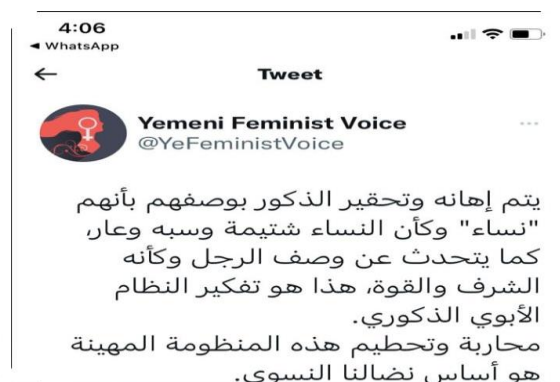 4:06
◄ WhatsApp
←
Tweet
Yemeni Feminist Voice
...
@YeFeministVoice
يتم إهانه وتحقير الذكور بوصفهم بأنهم
"نساء" وكأن النساء شتيمة وسبه وعار،
كما يتحدث عن وصف الرجل وكأنه
الشرف والقوة، هذا هو تفكير النظام
الأبوي الذكوري.
محاربة وتحطيم هذه المنظومة المهينة
هو أساس نضالنا النسوي.